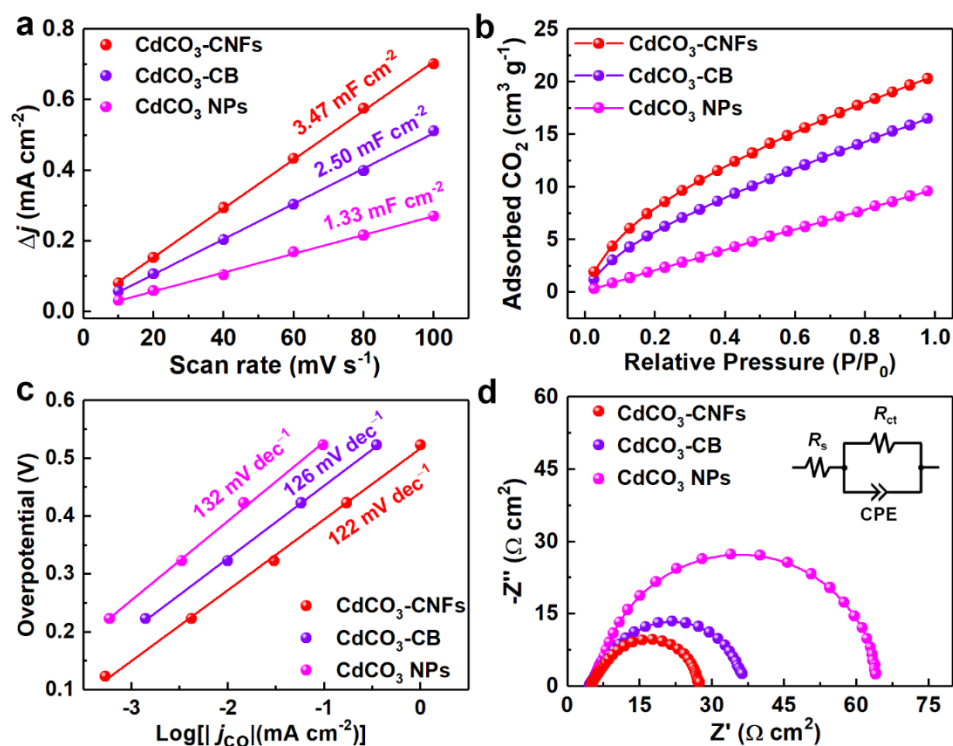 a
0.8
0.6
0.4
0.2
0.0
Δj (mA cm⁻²)
CdCO₃-CNFs
CdCO₃-CB
CdCO₃ NPs
3.47 mF cm⁻²
2.50 mF cm⁻²
1.33 mF cm⁻²
0 20 40 60 80 100
Scan rate (mV s⁻¹)
b
25
20
15
10
5
0
Adsorbed CO₂ (cm³ g⁻¹)
CdCO₃-CNFs
CdCO₃-CB
CdCO₃ NPs
0.0 0.2 0.4 0.6 0.8 1.0
Relative Pressure (P/P₀)
c
0.6
0.5
0.4
0.3
0.2
0.1
Overpotential (V)
132 mV dec⁻¹
126 mV dec⁻¹
122 mV dec⁻¹
CdCO₃-CNFs
CdCO₃-CB
CdCO₃ NPs
-3 -2 -1 0
Log[| j_CO|(mA cm⁻²)]
d
60
45
30
15
0
-Z'' (Ω cm²)
CdCO₃-CNFs
CdCO₃-CB
CdCO₃ NPs
R_s
R_ct
CPE
0 15 30 45 60 75
Z' (Ω cm²)